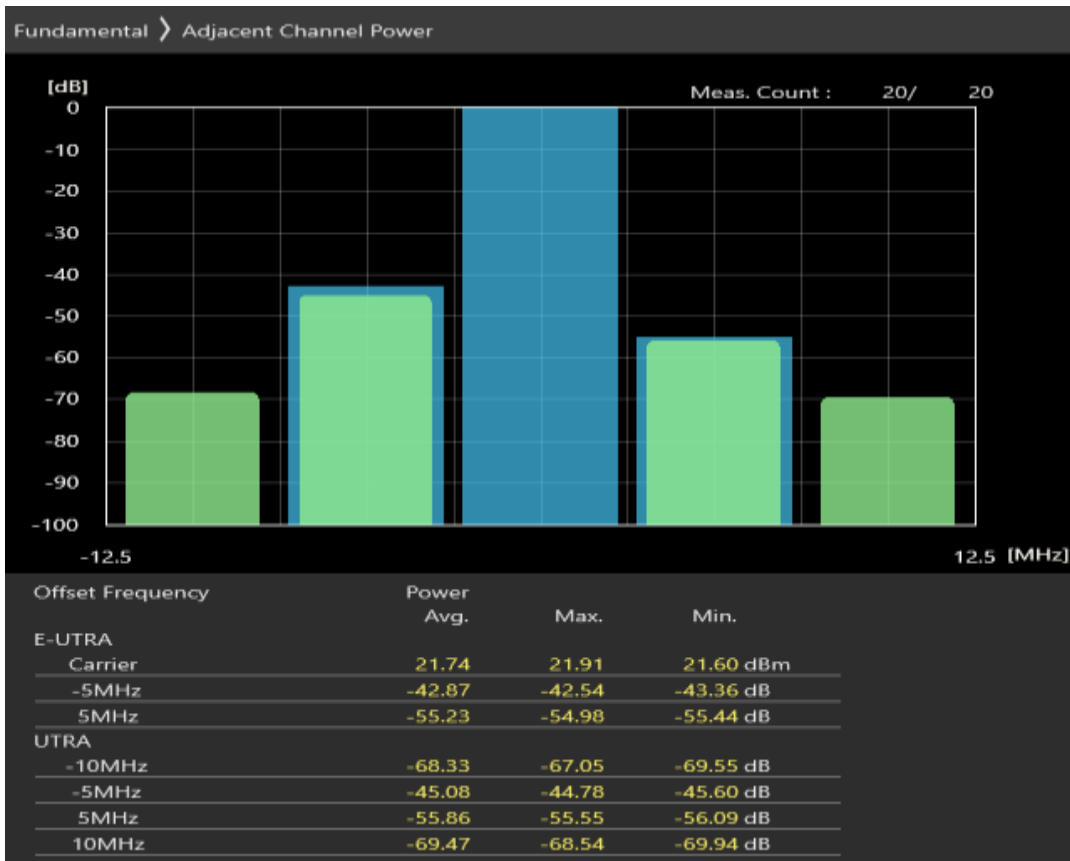 Fundamental ❯ Adjacent Channel Power
[dB]
Meas. Count : 20/ 20
0
-10
-20
-30
-40
-50
-60
-70
-80
-90
-100
-12.5 12.5 [MHz]
Offset Frequency Power
Avg. Max. Min.
E-UTRA
Carrier 21.74 21.91 21.60 dBm
-5MHz -42.87 -42.54 -43.36 dB
5MHz -55.23 -54.98 -55.44 dB
UTRA
-10MHz -68.33 -67.05 -69.55 dB
-5MHz -45.08 -44.78 -45.60 dB
5MHz -55.86 -55.55 -56.09 dB
10MHz -69.47 -68.54 -69.94 dB